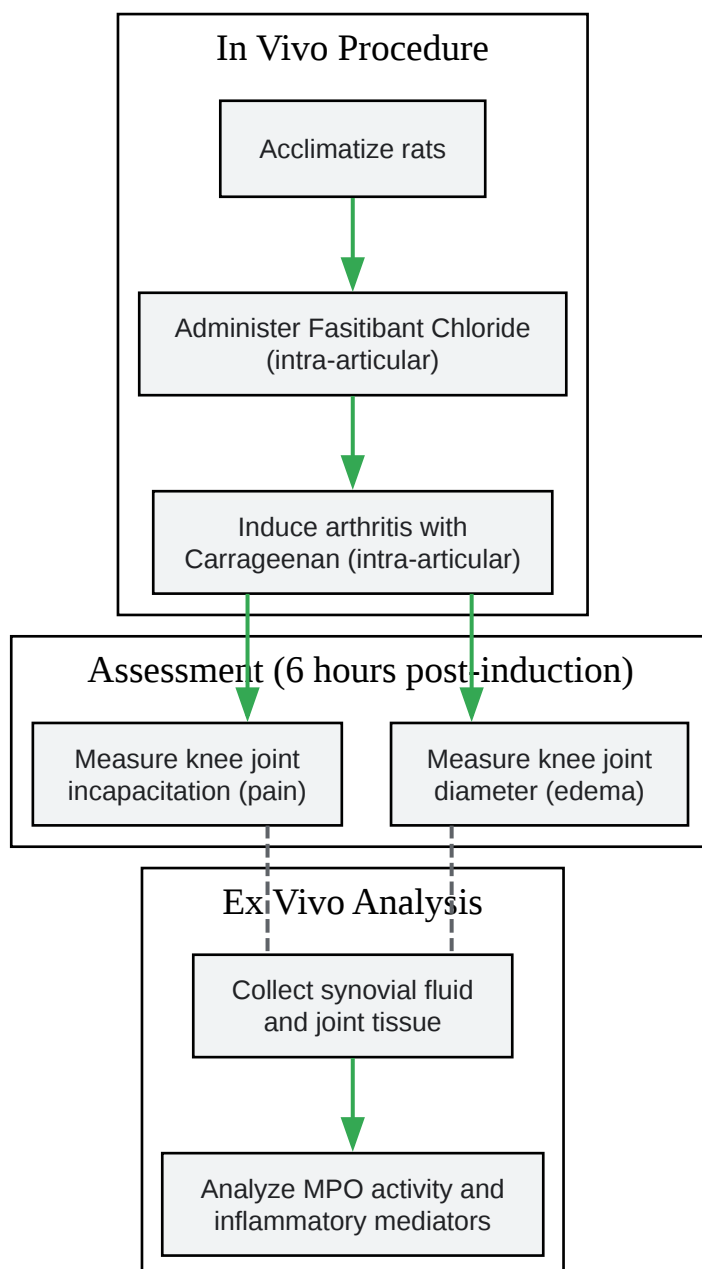 In Vivo Procedure
Acclimatize rats
Administer Fasitibant Chloride
(intra-articular)
Induce arthritis with
Carrageenan (intra-articular)
Assessment (6 hours post-induction)
Measure knee joint
incapacitation (pain)
Measure knee joint
diameter (edema)
Ex Vivo Analysis
Collect synovial fluid
and joint tissue
Analyze MPO activity and
inflammatory mediators